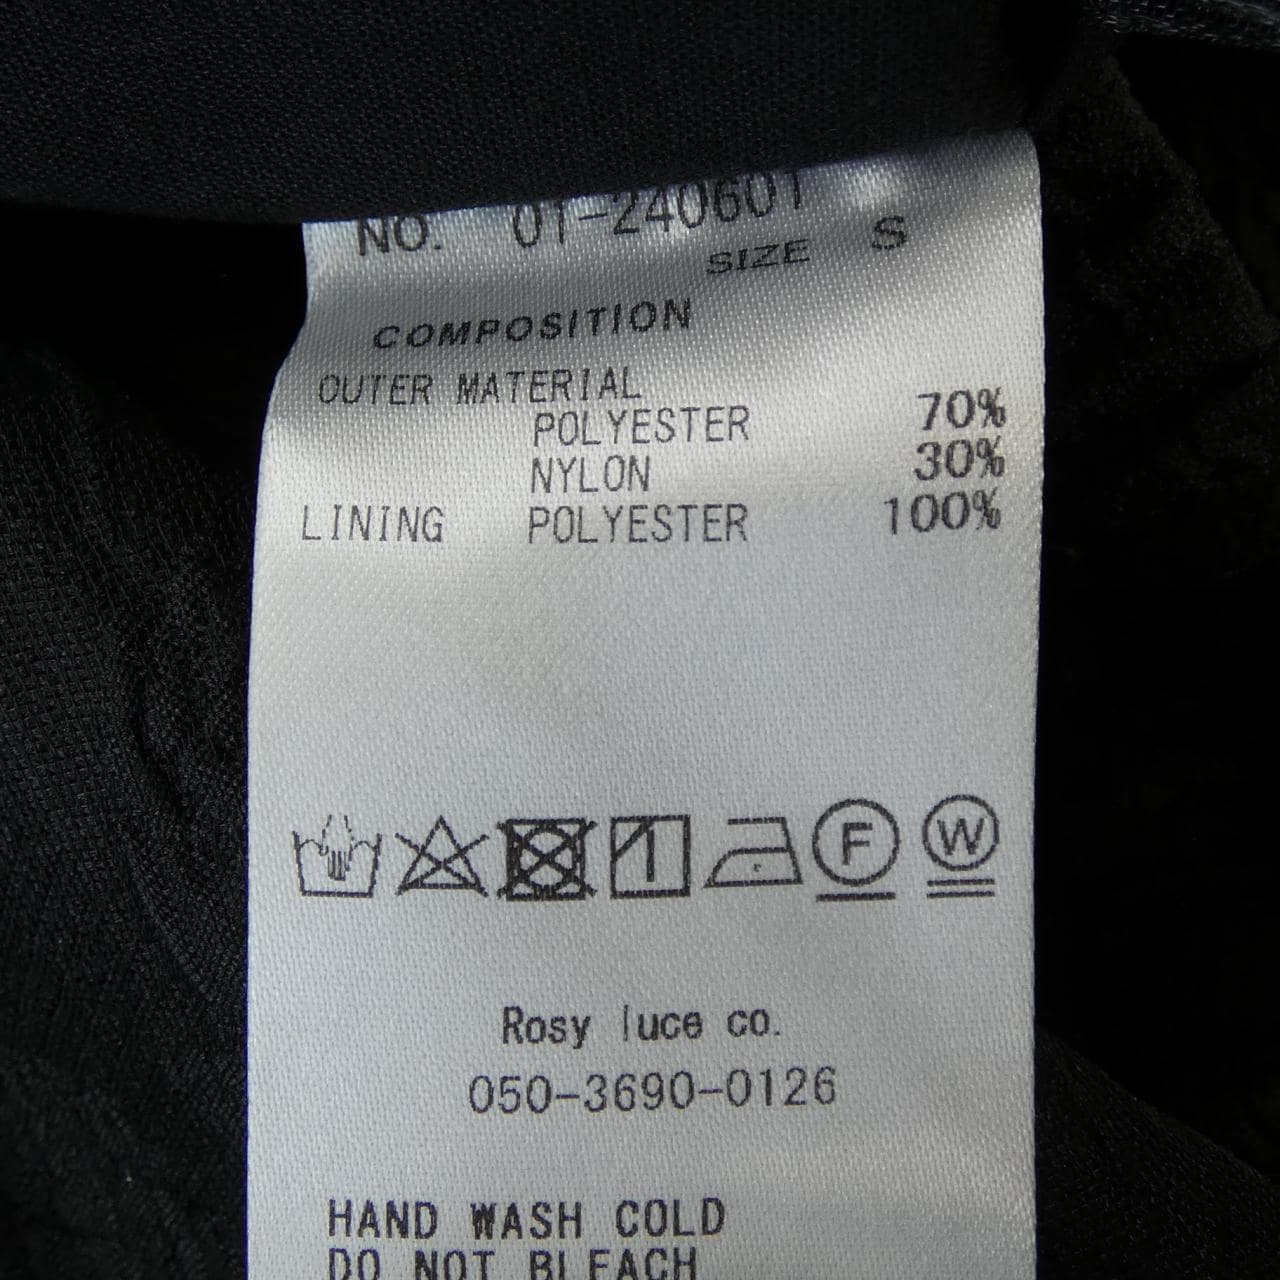 NO. 01-240601
SIZE S
COMPOSITION
OUTER MATERIAL
POLYESTER 70%
NYLON 30%
LINING POLYESTER 100%
F W
Rosy luce co.
050-3690-0126
HAND WASH COLD
DO NOT BLEACH